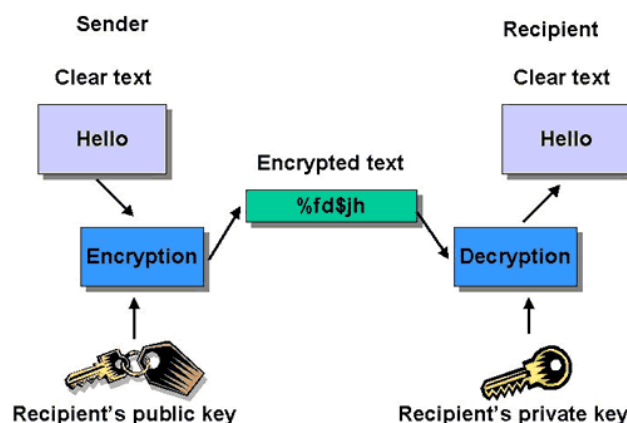 Sender
Recipient
Clear text
Clear text
Hello
Hello
Encrypted text
%fd$jh
Encryption
Decryption
Recipient's public key
Recipient's private key